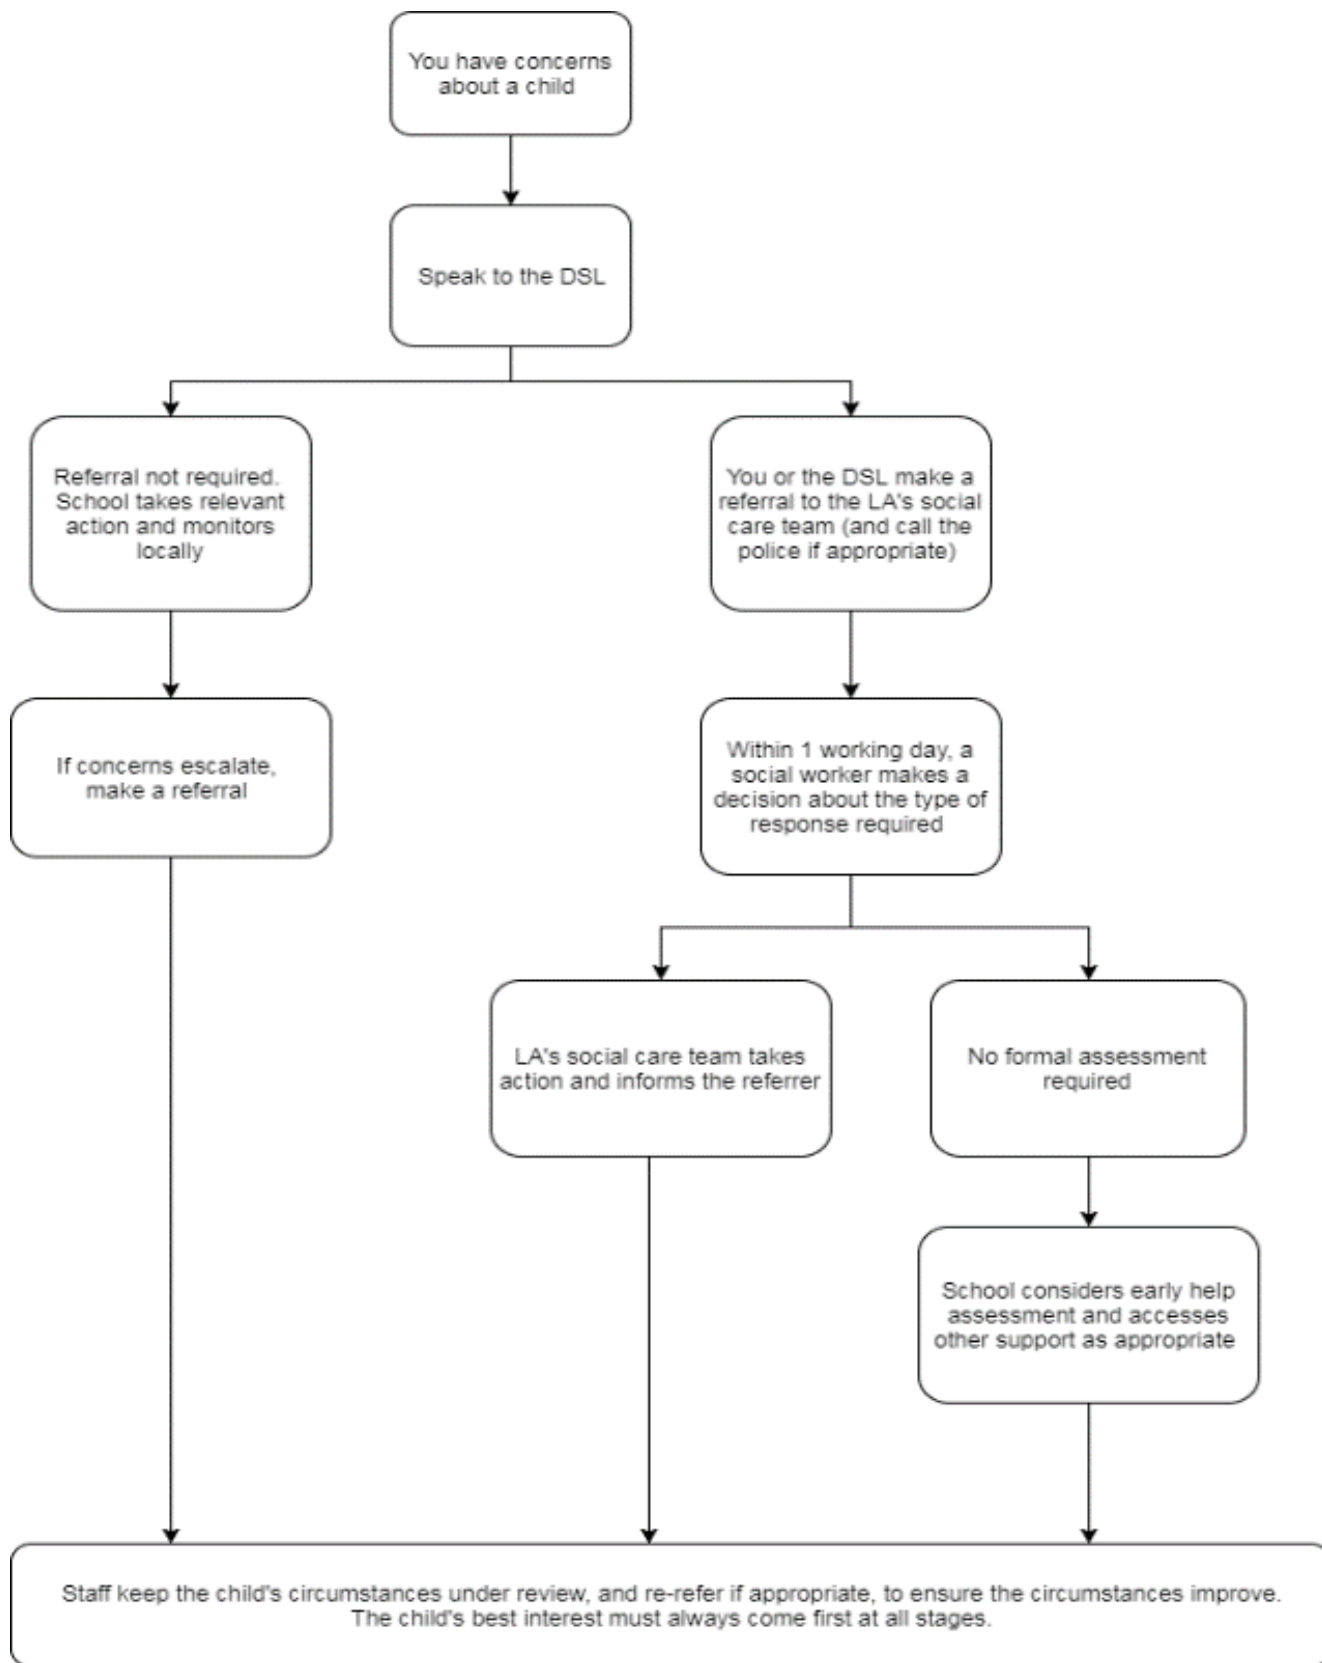 You have concerns
about a child
Speak to the DSL
Referral not required.
School takes relevant
action and monitors
locally
You or the DSL make a
referral to the LA's social
care team (and call the
police if appropriate)
If concerns escalate,
make a referral
Within 1 working day, a
social worker makes a
decision about the type of
response required
LA's social care team takes
action and informs the referrer
No formal assessment
required
School considers early help
assessment and accesses
other support as appropriate
Staff keep the child's circumstances under review, and re-refer if appropriate, to ensure the circumstances improve.
The child's best interest must always come first at all stages.